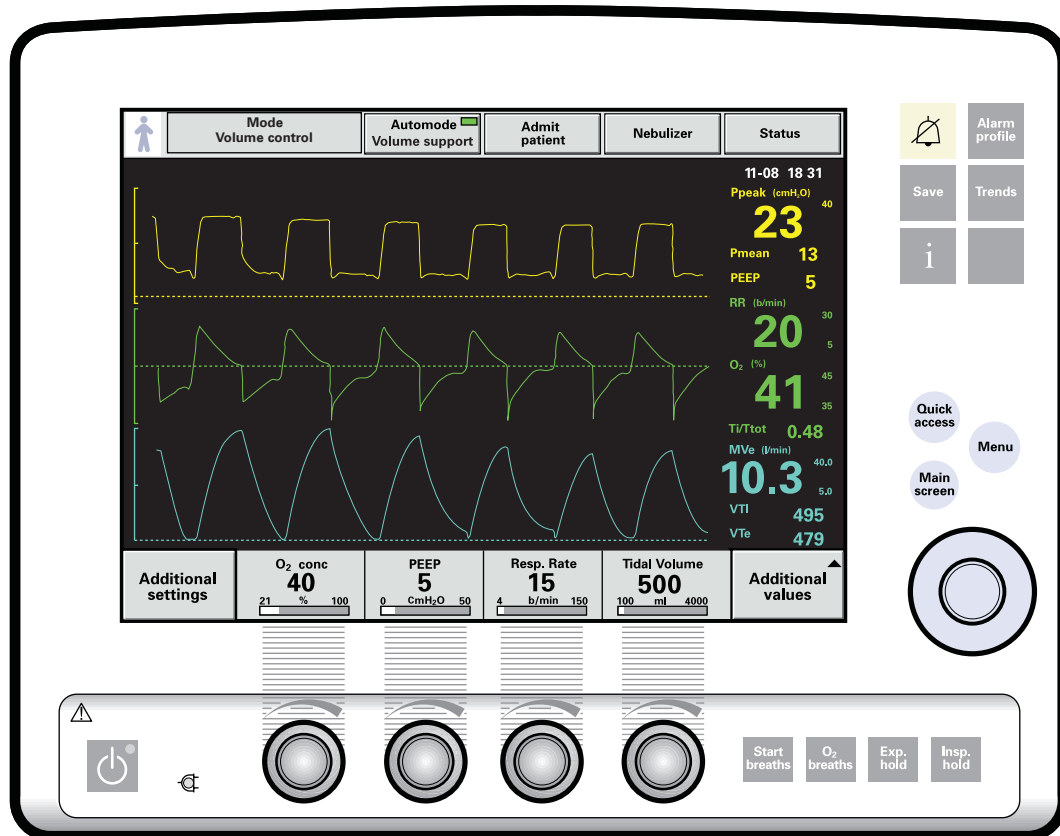 Mode
Volume control
Automode
Volume support
Admit
patient
Nebulizer
Status
11-08 18 31
Ppeak (cmH₂O)
40
23
Pmean 13
PEEP 5
RR (b/min)
30
20
5
O₂ (%)
45
41
35
Ti/Ttot 0.48
MVe (l/min)
40.0
10.3
5.0
VTI 495
VTe 479
Additional
settings
O₂ conc
40
21 % 100
PEEP
5
0 cmH₂O 50
Resp. Rate
15
4 b/min 150
Tidal Volume
500
100 ml 4000
Additional
values
Alarm
profile
Save
Trends
i
Quick
access
Menu
Main
screen
Start
breaths
O₂
breaths
Exp.
hold
Insp.
hold